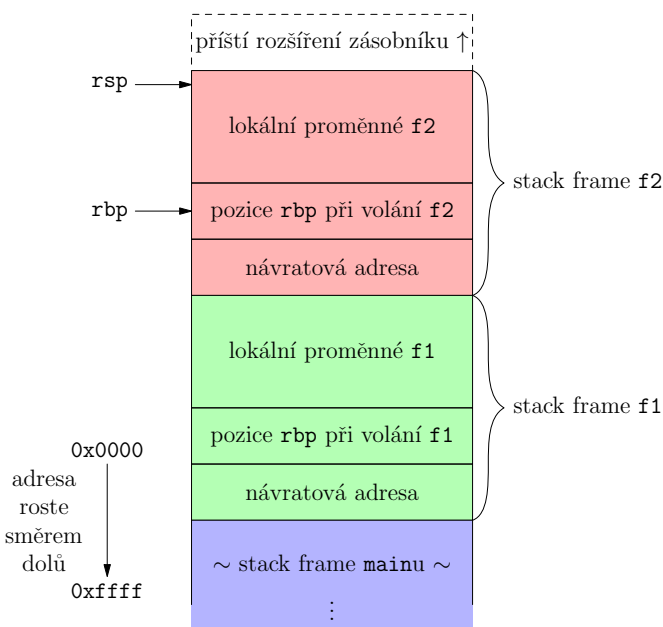 příští rozšíření zásobníku ↑
rsp
lokální proměnné f2
stack frame f2
rbp
pozice rbp při volání f2
návratová adresa
lokální proměnné f1
stack frame f1
pozice rbp při volání f1
0x0000
adresa
roste
směrem
dolů
návratová adresa
~ stack frame mainu ~
0xffff
⋮